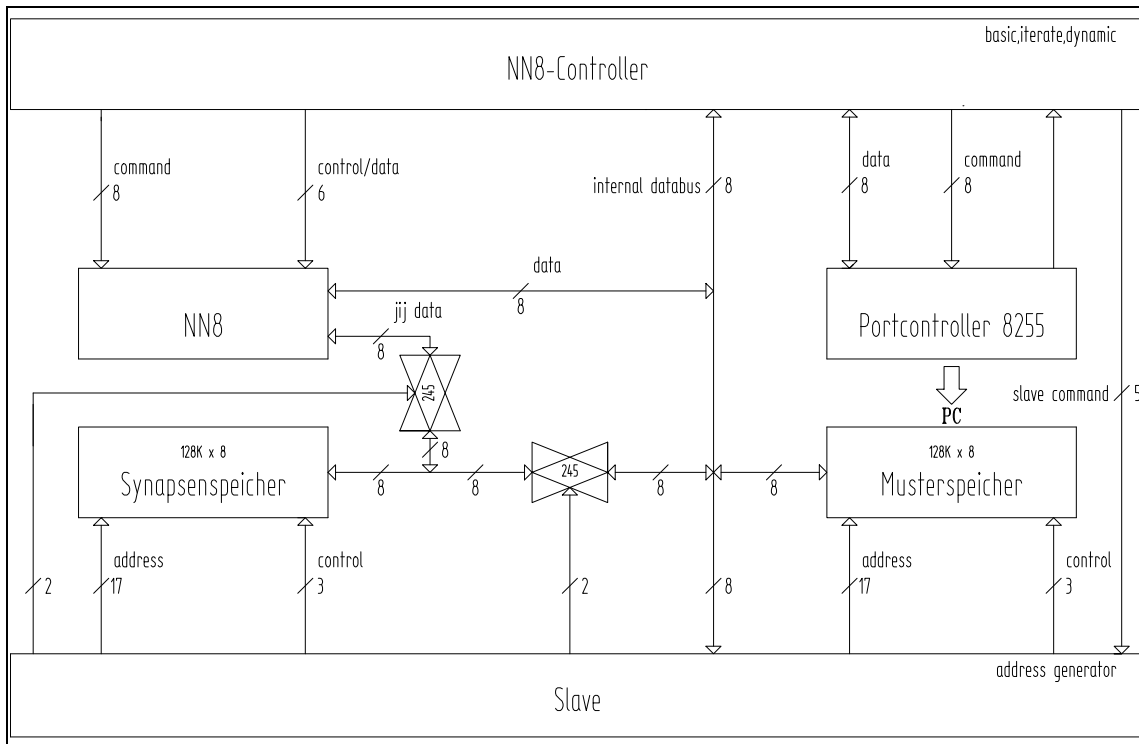 basic,iterate,dynamic
NN8-Controller
command
8
control/data
6
internal databus
8
data
8
command
8
data
8
NN8
jij data
8
Portcontroller 8255
245
PC
slave command
5
8
128K x 8
Synapsenspeicher
8
8
245
8
8
128K x 8
Musterspeicher
2
address
17
control
3
2
8
address
17
control
3
address generator
Slave